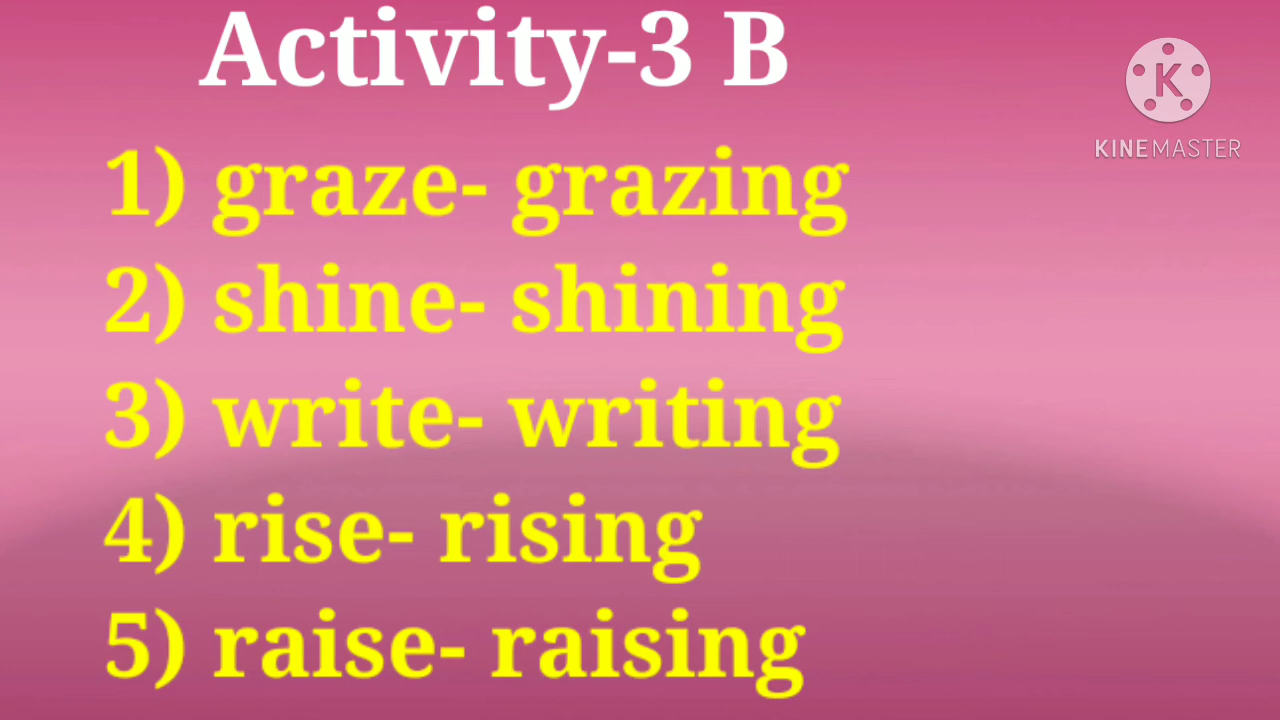 Activity-3 B
K
KINEMASTER
1) graze- grazing
2) shine- shining
3) write- writing
4) rise- rising
5) raise- raising